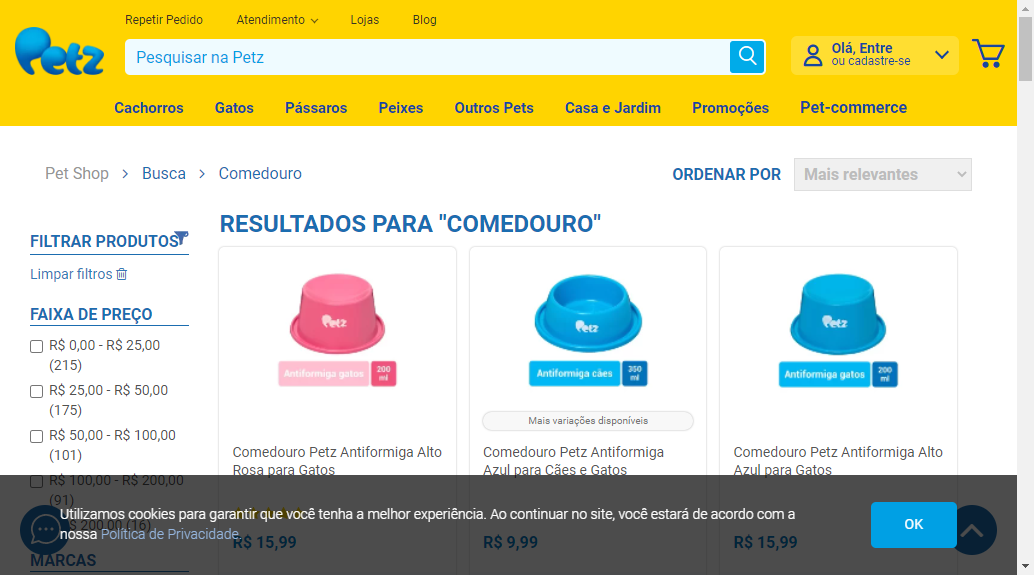 Repetir Pedido
Atendimento
Lojas
Blog
Petz
Pesquisar na Petz
Olá, Entre
ou cadastre-se
Cachorros
Gatos
Pássaros
Peixes
Outros Pets
Casa e Jardim
Promoções
Pet-commerce
Pet Shop > Busca > Comedouro
ORDENAR POR
Mais relevantes
FILTRAR PRODUTOS
Limpar filtros
FAIXA DE PREÇO
R$ 0,00 - R$ 25,00
(215)
R$ 25,00 - R$ 50,00
(175)
R$ 50,00 - R$ 100,00
(101)
R$ 100,00 - R$ 200,00
(91)
R$ 200,00 (16)
MARCAS
RESULTADOS PARA "COMEDOURO"
Petz
Antiformiga gatos
200
ml
Comedouro Petz Antiformiga Alto
Rosa para Gatos
R$ 15,99
Petz
Antiformiga cães
350
ml
Mais variações disponíveis
Comedouro Petz Antiformiga
Azul para Cães e Gatos
R$ 9,99
Petz
Antiformiga gatos
200
ml
Comedouro Petz Antiformiga Alto
Azul para Gatos
R$ 15,99
Utilizamos cookies para garantir que você tenha a melhor experiência. Ao continuar no site, você estará de acordo com a
nossa Política de Privacidade.
OK